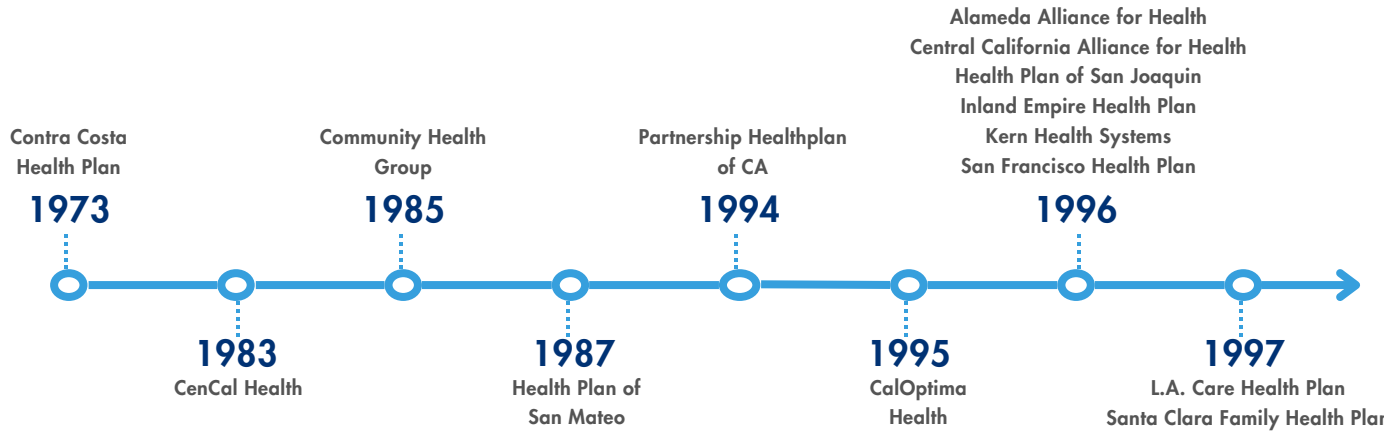 Contra Costa
Health Plan
1973
1983
CenCal Health
Community Health
Group
1985
1987
Health Plan of
San Mateo
Partnership Healthplan
of CA
1994
1995
CalOptima
Health
Alameda Alliance for Health
Central California Alliance for Health
Health Plan of San Joaquin
Inland Empire Health Plan
Kern Health Systems
San Francisco Health Plan
1996
1997
L.A. Care Health Plan
Santa Clara Family Health Plan